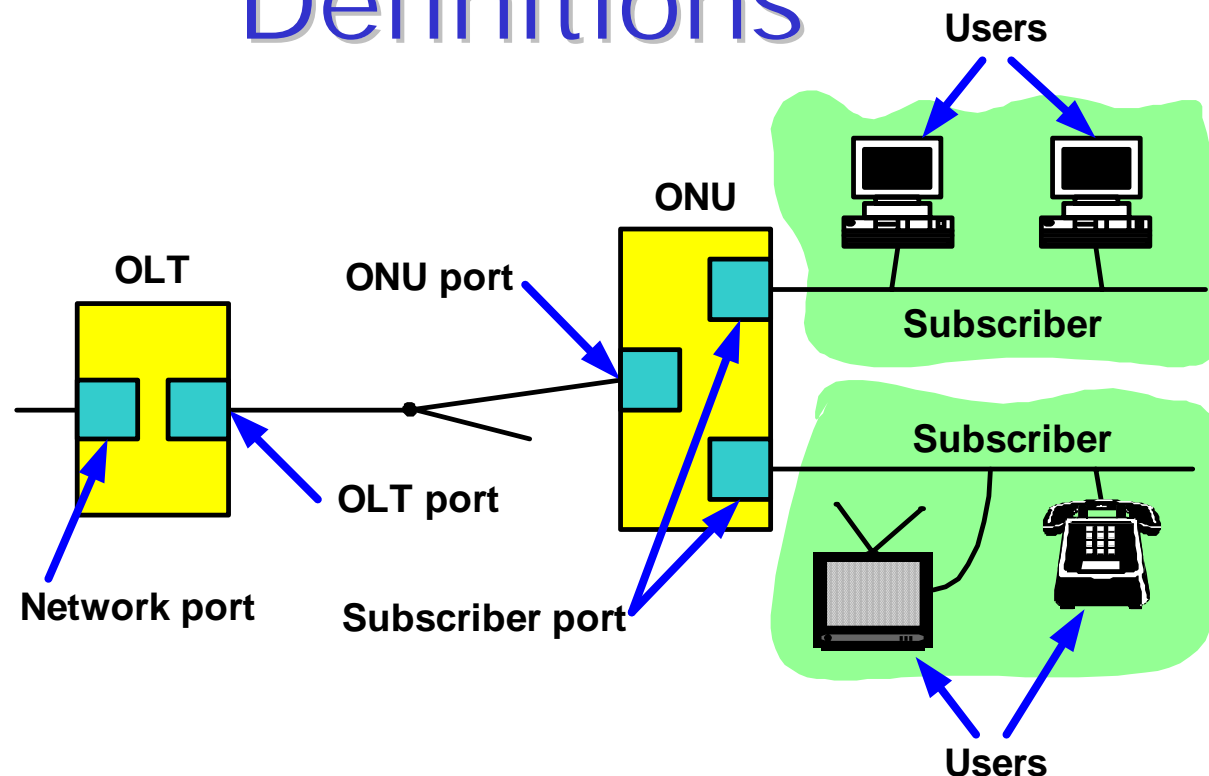 Definitions
Users
ONU
OLT
ONU port
Subscriber
Subscriber
OLT port
Network port
Subscriber port
Users